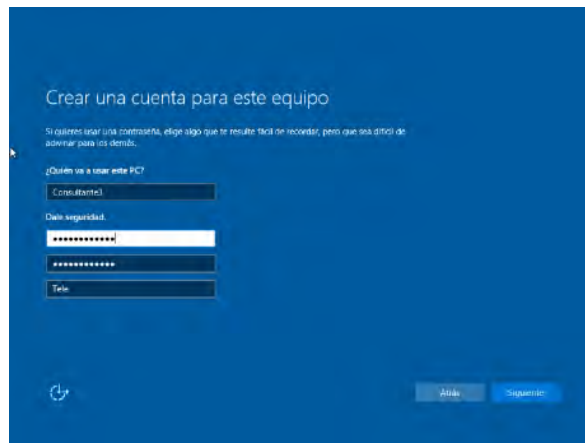 Crear una cuenta para este equipo
Si quieres usar una contraseña, elige algo que te resulte fácil de recordar, pero que sea difícil de
adivinar para los demás.
¿Quién va a usar este PC?
Consultante3
Dale seguridad.
••••••••••••
••••••••••••
Tele
Atrás
Siguiente